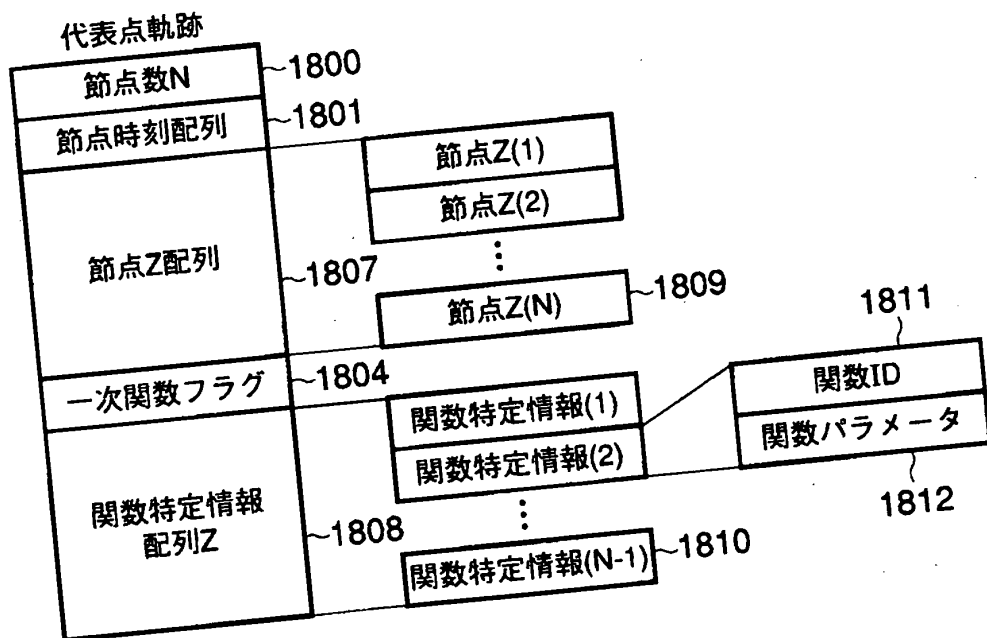 代表点軌跡
節点数N
1800
節点時刻配列
1801
節点Z配列
1807
節点Z(1)
節点Z(2)
節点Z(N)
1809
一次関数フラグ
1804
関数特定情報
配列Z
1808
関数特定情報(1)
関数特定情報(2)
関数特定情報(N-1)
1810
1811
関数ID
関数パラメータ
1812